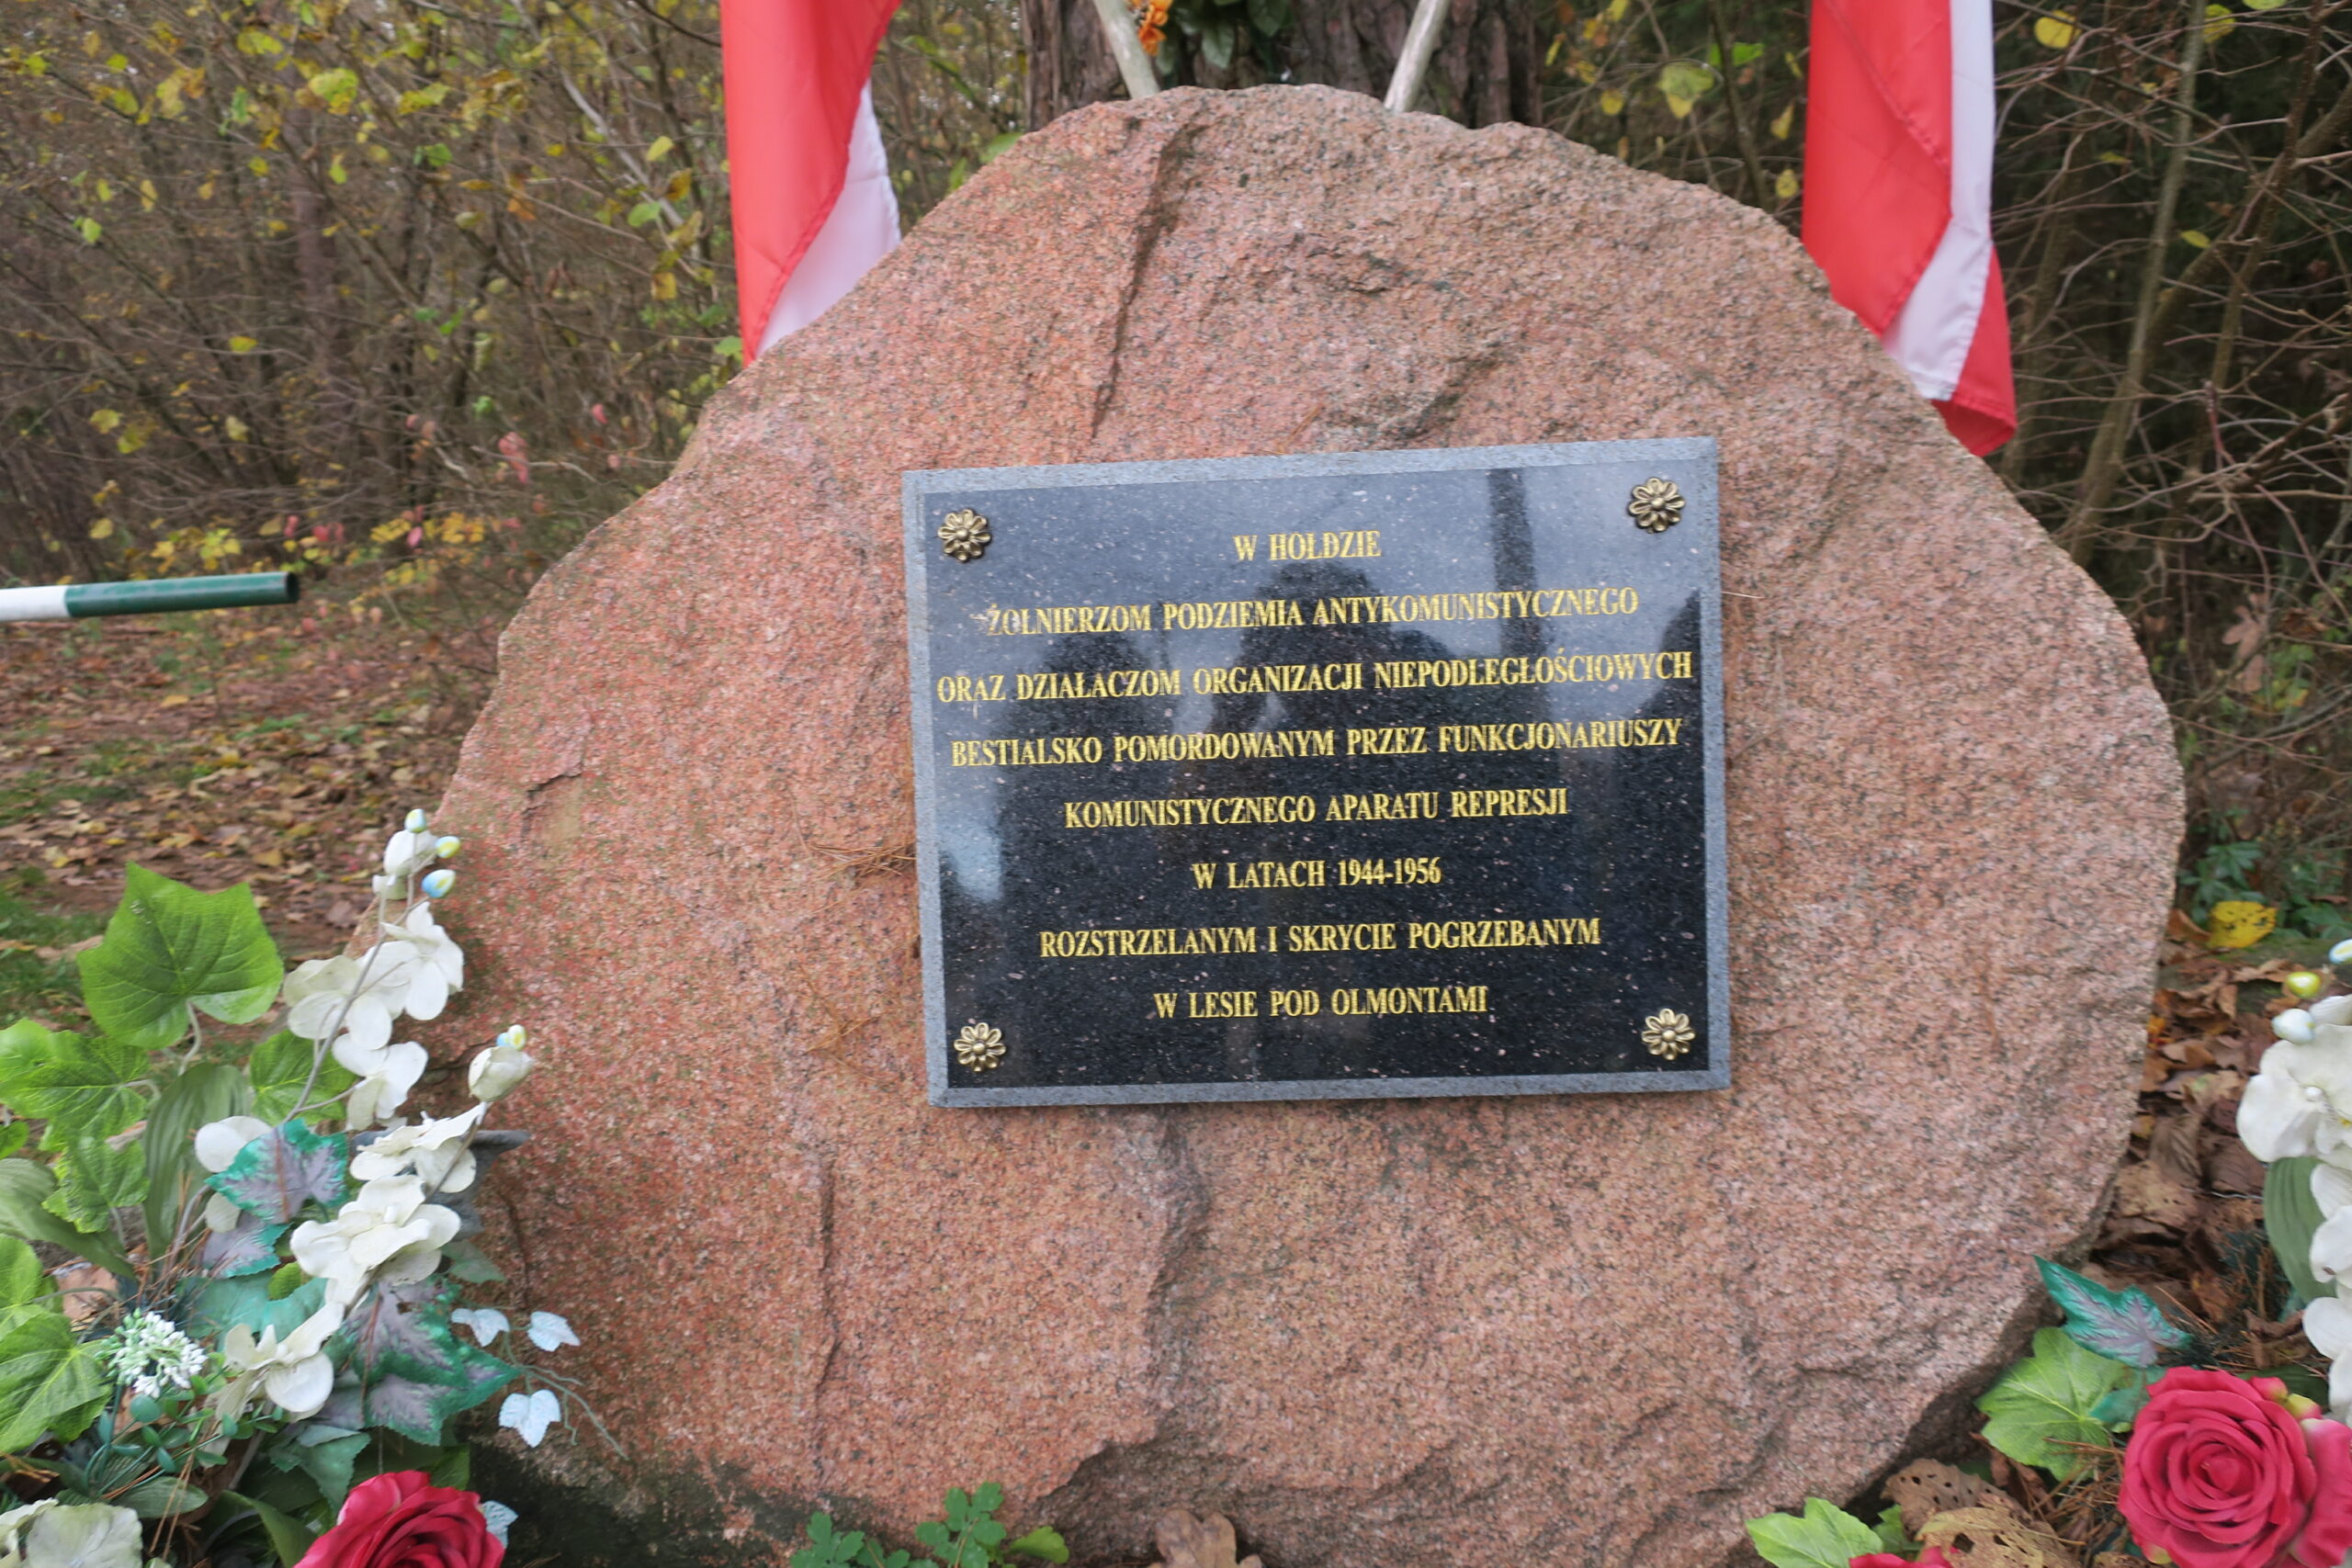 W HOŁDZIE
ŻOŁNIERZOM PODZIEMIA ANTYKOMUNISTYCZNEGO
ORAZ DZIAŁACZOM ORGANIZACJI NIEPODLEGŁOŚCIOWYCH
BESTIALSKO POMORDOWANYM PRZEZ FUNKCJONARIUSZY
KOMUNISTYCZNEGO APARATU REPRESJI
W LATACH 1944-1956
ROZSTRZELANYM I SKRYCIE POGRZEBANYM
W LESIE POD OLMONTAMI